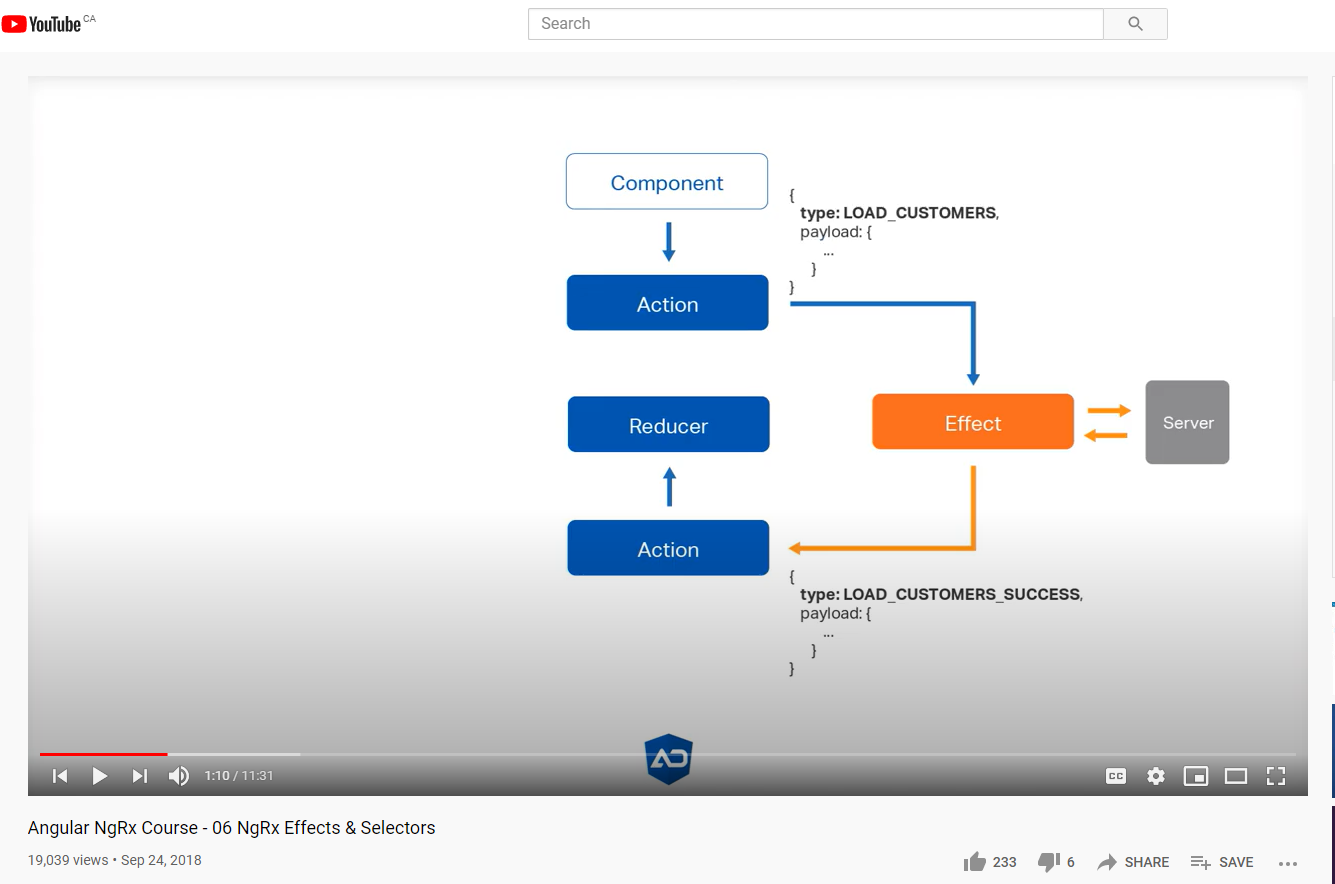 YouTube CA
Search
Component
{
type: LOAD_CUSTOMERS,
payload: {
...
}
}
Action
Reducer
Effect
Server
Action
{
type: LOAD_CUSTOMERS_SUCCESS,
payload: {
...
}
}
AD
1:10 / 11:31
CC
Angular NgRx Course - 06 NgRx Effects & Selectors
19,039 views • Sep 24, 2018
233
6
SHARE
SAVE